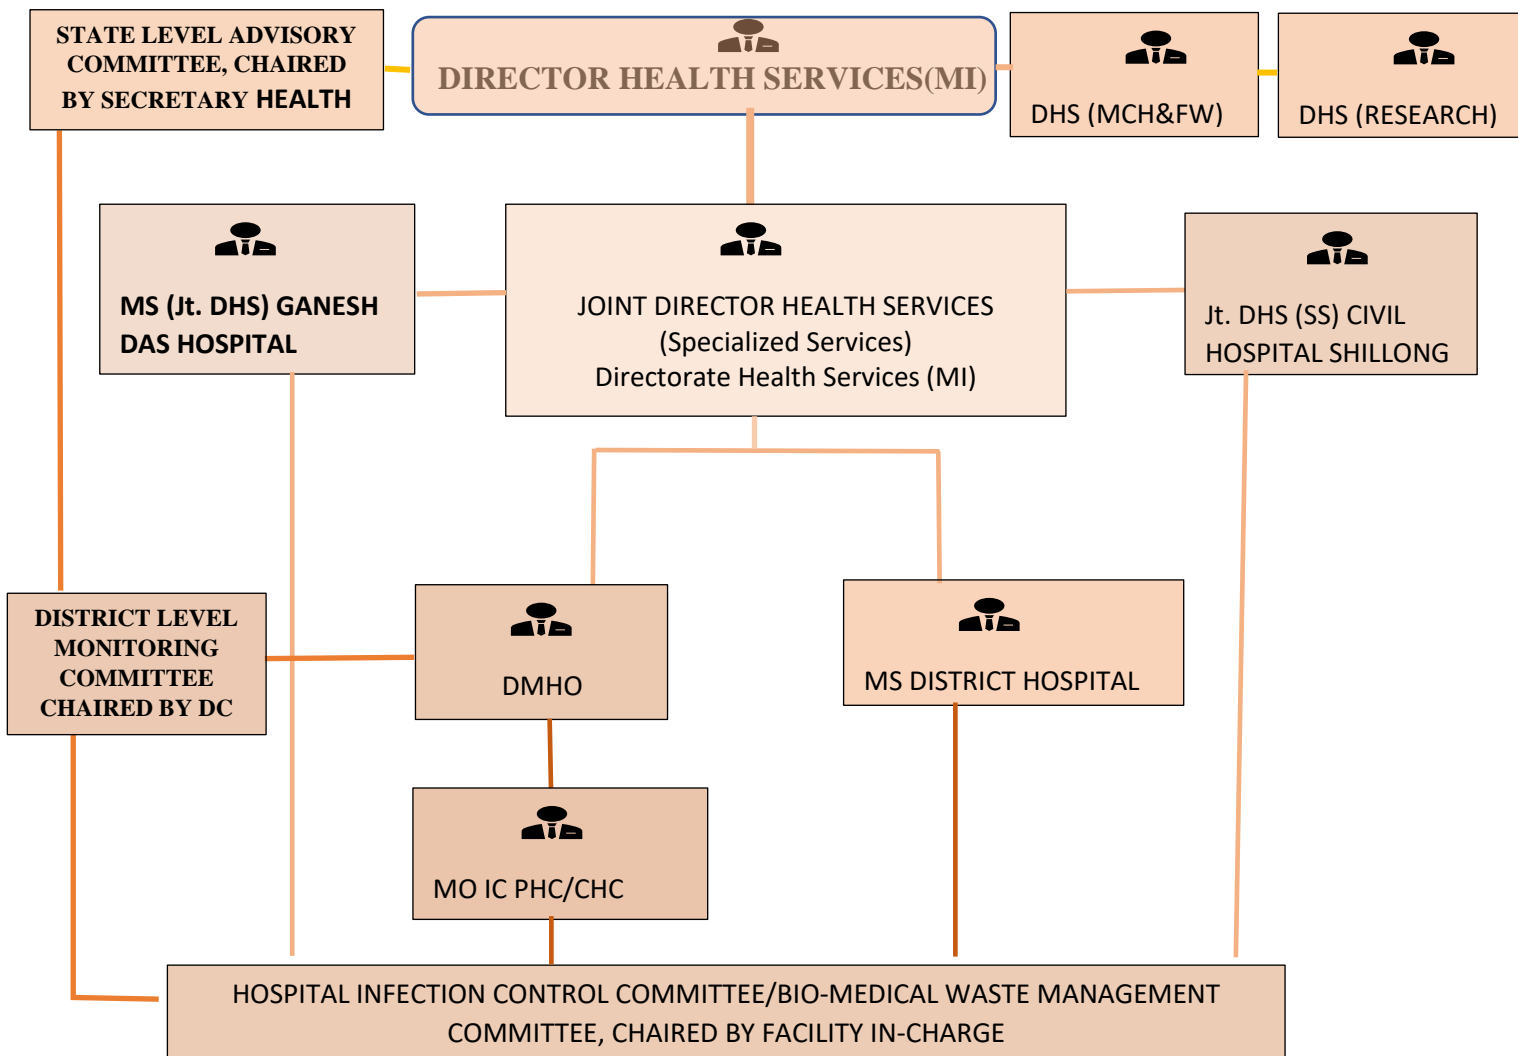 STATE LEVEL ADVISORY
COMMITTEE, CHAIRED
BY SECRETARY HEALTH
DIRECTOR HEALTH SERVICES(MI)
DHS (MCH&FW)
DHS (RESEARCH)
MS (Jt. DHS) GANESH
DAS HOSPITAL
JOINT DIRECTOR HEALTH SERVICES
(Specialized Services)
Directorate Health Services (MI)
Jt. DHS (SS) CIVIL
HOSPITAL SHILLONG
DISTRICT LEVEL
MONITORING
COMMITTEE
CHAIRED BY DC
DMHO
MS DISTRICT HOSPITAL
MO IC PHC/CHC
HOSPITAL INFECTION CONTROL COMMITTEE/BIO-MEDICAL WASTE MANAGEMENT
COMMITTEE, CHAIRED BY FACILITY IN-CHARGE